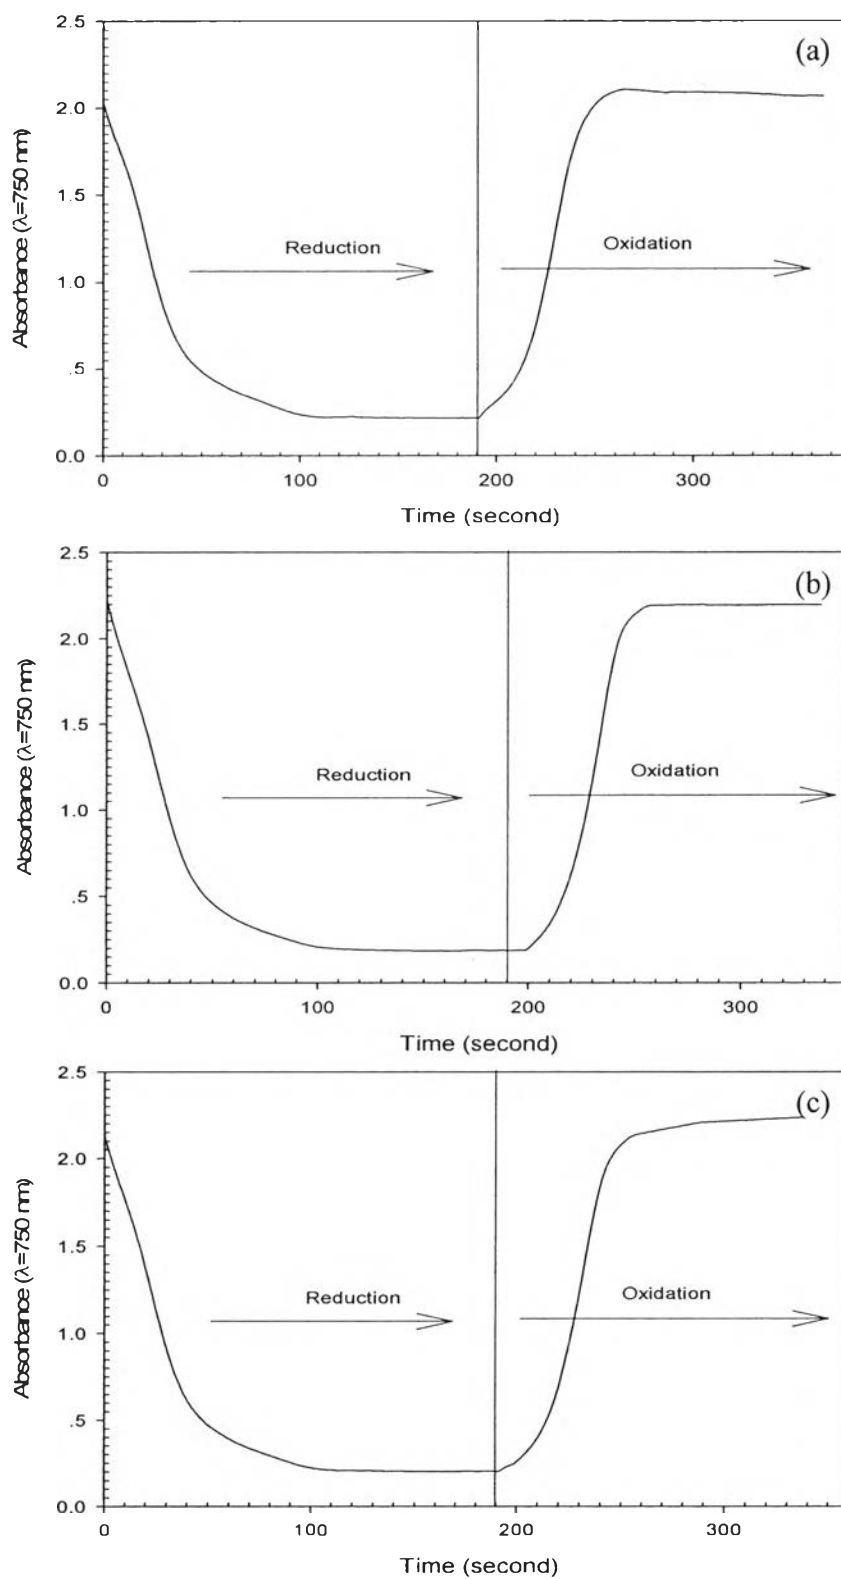 (a)
2.5
2.0
1.5
1.0
.5
0.0
Absorbance (λ=750 nm)
Reduction
Oxidation
0 100 200 300
Time (second)
(b)
2.5
2.0
1.5
1.0
.5
0.0
Absorbance (λ=750 nm)
Reduction
Oxidation
0 100 200 300
Time (second)
(c)
2.5
2.0
1.5
1.0
.5
0.0
Absorbance (λ=750 nm)
Reduction
Oxidation
0 100 200 300
Time (second)